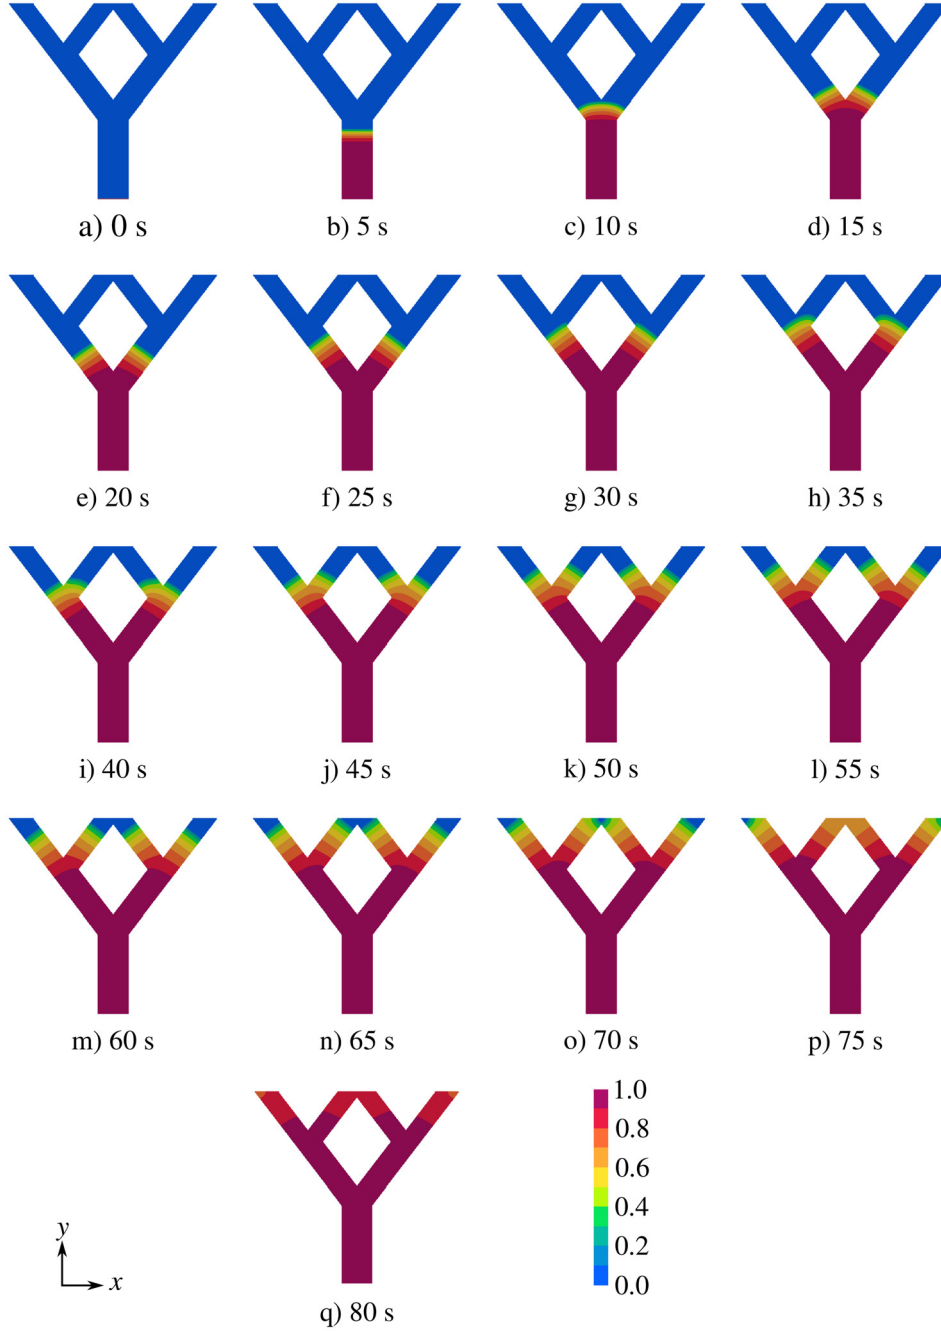 a) 0 s
b) 5 s
c) 10 s
d) 15 s
e) 20 s
f) 25 s
g) 30 s
h) 35 s
i) 40 s
j) 45 s
k) 50 s
l) 55 s
m) 60 s
n) 65 s
o) 70 s
p) 75 s
1.0
0.8
0.6
0.4
0.2
0.0
y
x
q) 80 s